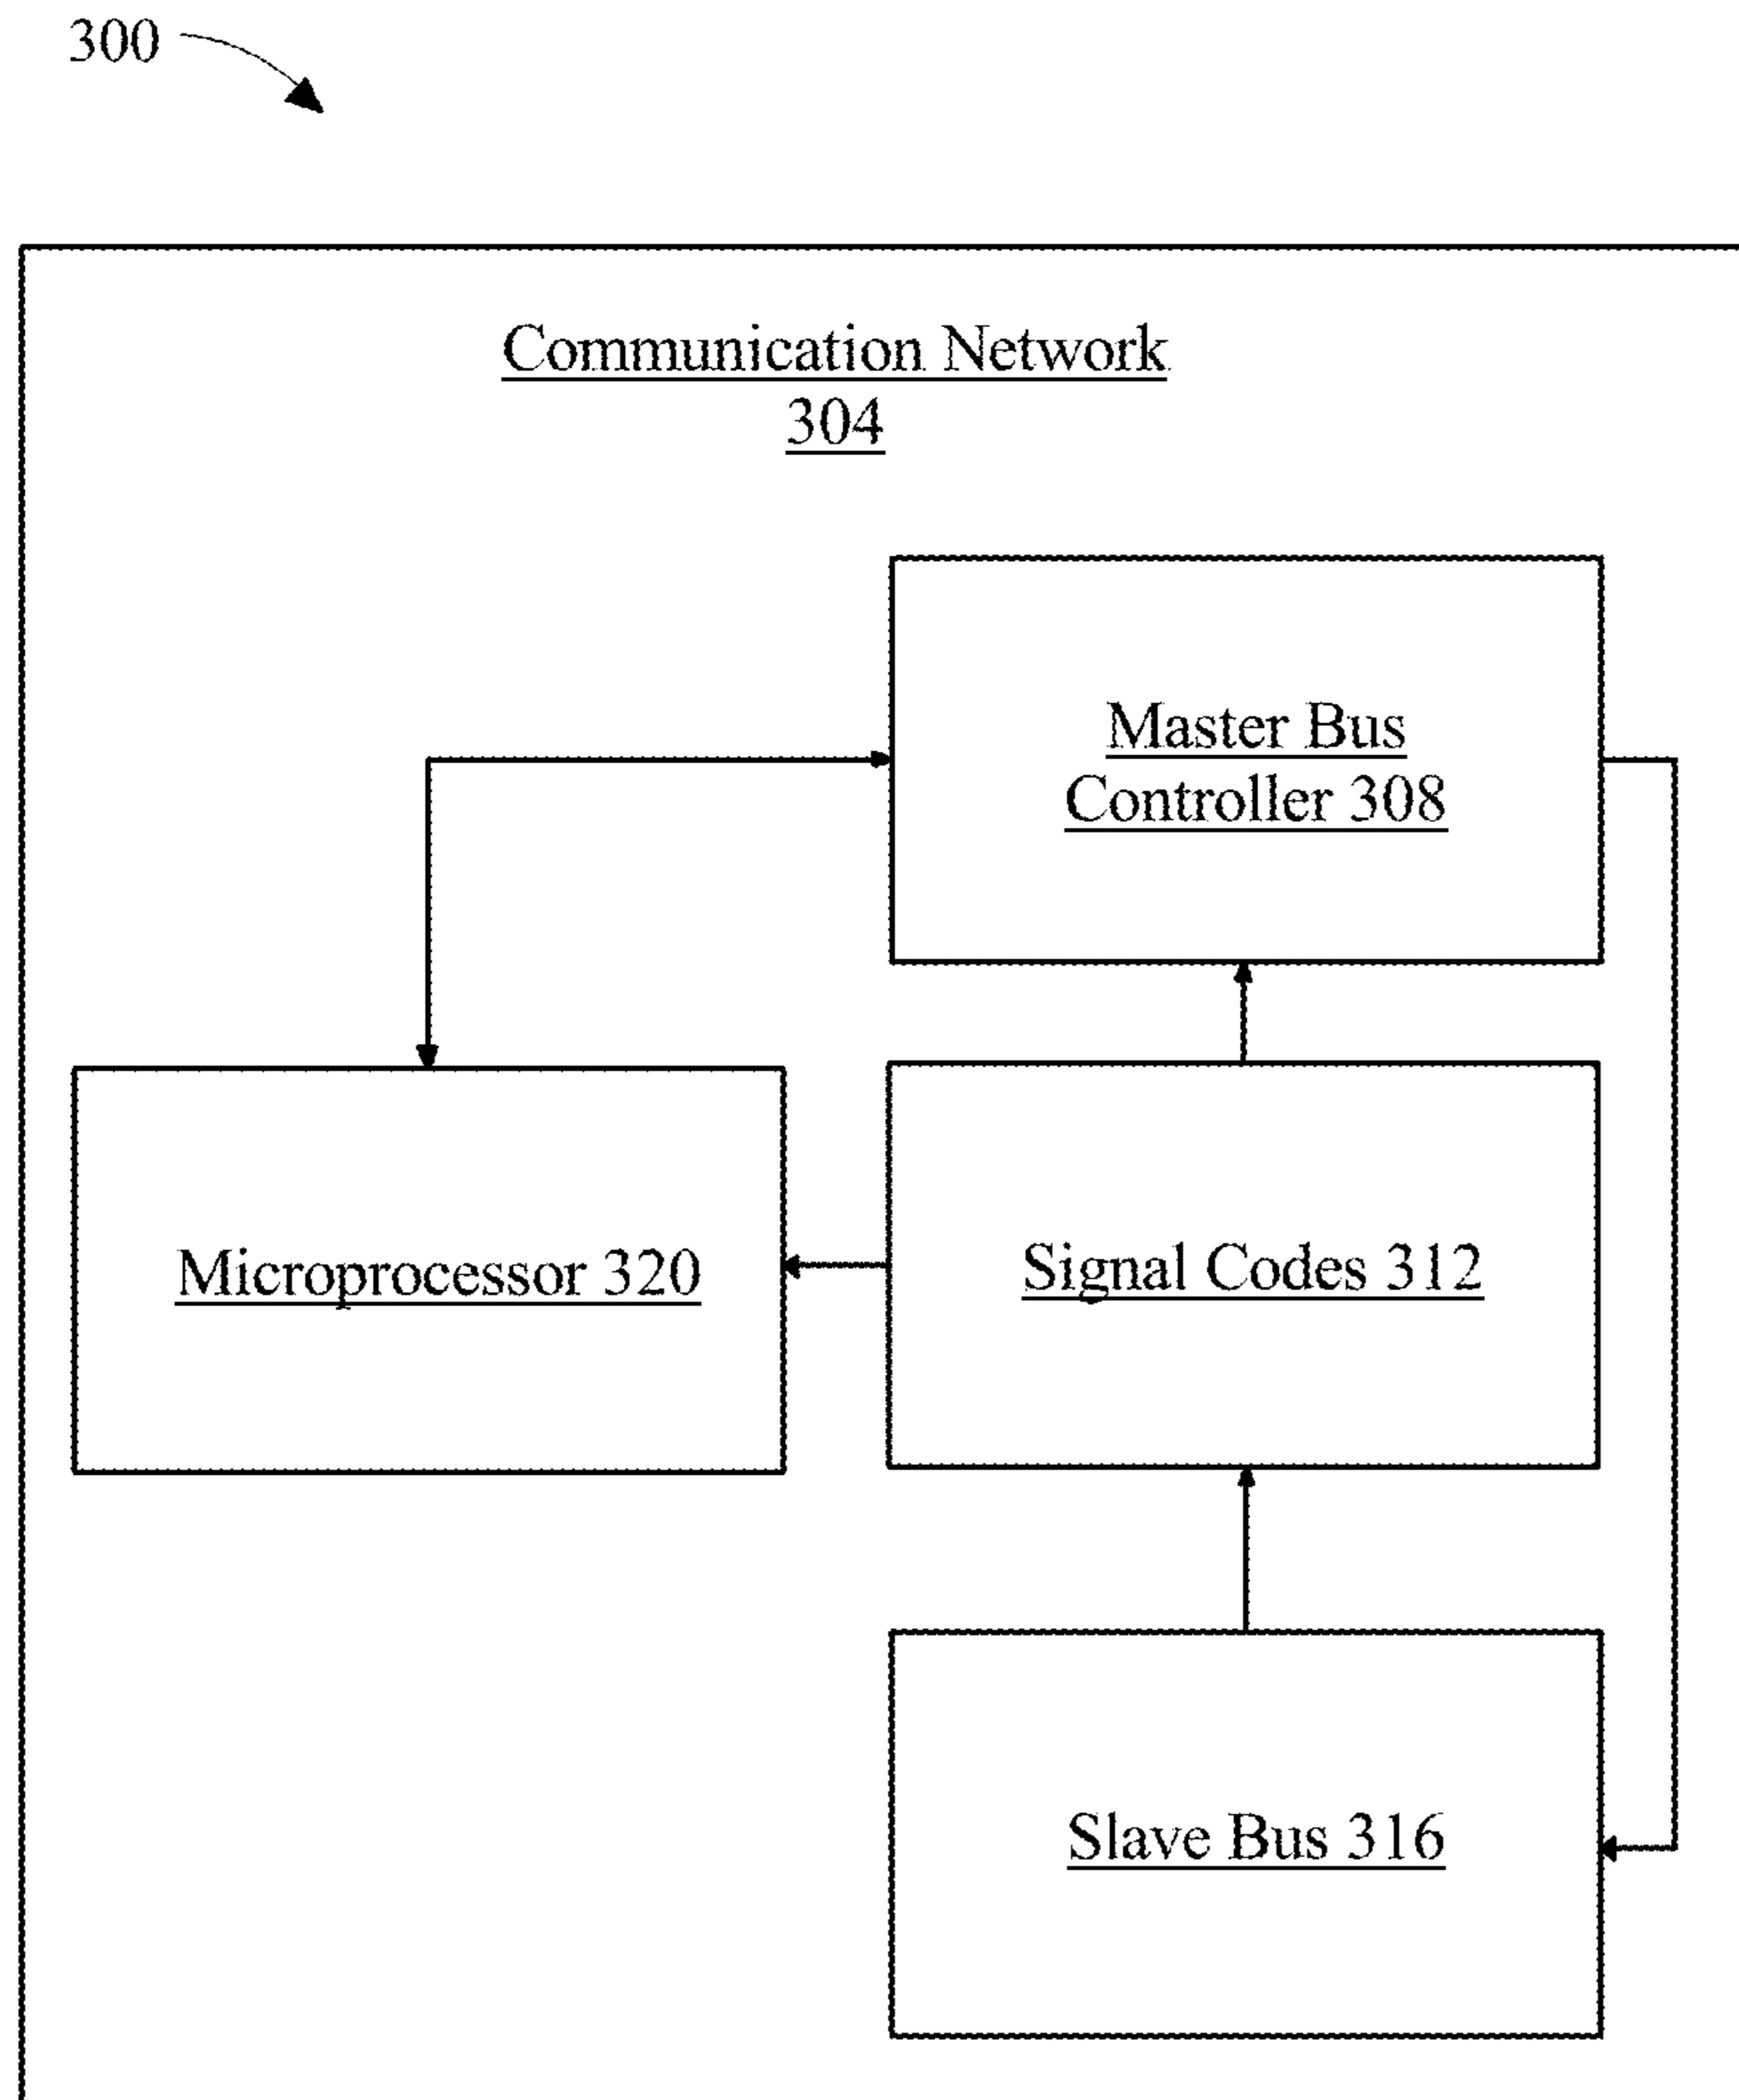 300
Communication Network
304
Master Bus
Controller 308
Microprocessor 320
Signal Codes 312
Slave Bus 316